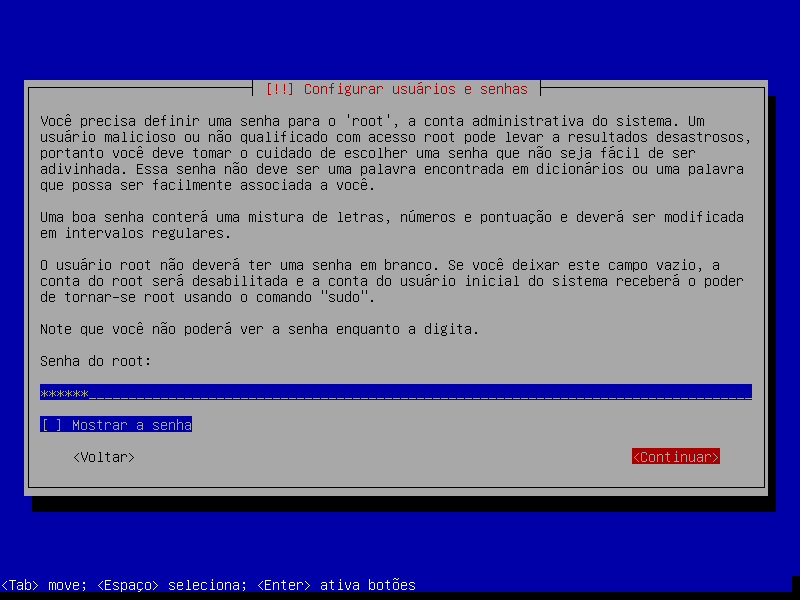 [!!] Configurar usuários e senhas
Você precisa definir uma senha para o 'root', a conta administrativa do sistema. Um
usuário malicioso ou não qualificado com acesso root pode levar a resultados desastrosos,
portanto você deve tomar o cuidado de escolher uma senha que não seja fácil de ser
adivinhada. Essa senha não deve ser uma palavra encontrada em dicionários ou uma palavra
que possa ser facilmente associada a você.
Uma boa senha conterá uma mistura de letras, números e pontuação e deverá ser modificada
em intervalos regulares.
O usuário root não deverá ter uma senha em branco. Se você deixar este campo vazio, a
conta do root será desabilitada e a conta do usuário inicial do sistema receberá o poder
de tornar-se root usando o comando "sudo".
Note que você não poderá ver a senha enquanto a digita.
Senha do root:
******
[ ] Mostrar a senha
<Voltar> <Continuar>
<Tab> move; <Espaço> seleciona; <Enter> ativa botões